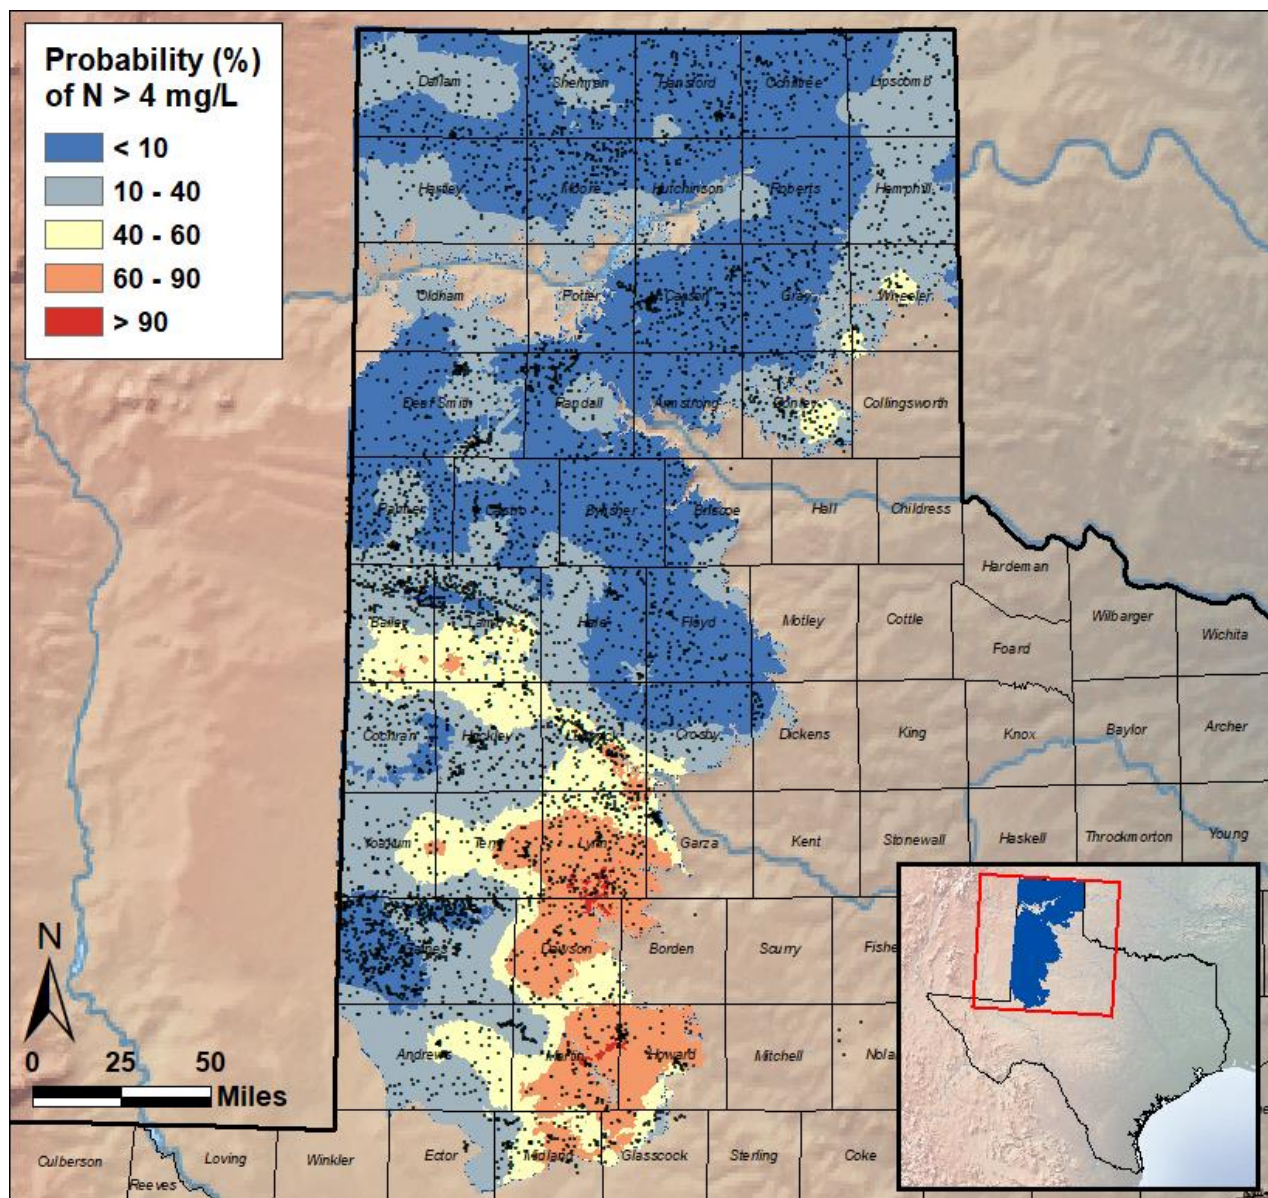 Probability (%)
of N > 4 mg/L
< 10
10 - 40
40 - 60
60 - 90
> 90
Dallam
Sherman
Hansford
Ochiltree
Lipscomb
Hartley
Moore
Hutchinson
Roberts
Hemphill
Oldham
Potter
Carson
Gray
Wheeler
Deaf Smith
Randall
Armstrong
Donley
Collingsworth
Parmer
Castro
Swisher
Briscoe
Hall
Childress
Hardeman
Bailey
Lamb
Hale
Floyd
Motley
Cottle
Foard
Wilbarger
Wichita
Cochran
Hockley
Lubbock
Crosby
Dickens
King
Knox
Baylor
Archer
Yoakum
Terry
Lynn
Garza
Kent
Stonewall
Haskell
Throckmorton
Young
Gaines
Dawson
Borden
Scurry
Fishe
N
Andrews
Martin
Howard
Mitchell
Nola
0 25 50
Miles
Culberson
Reeves
Loving
Winkler
Ector
Midland
Glasscock
Sterling
Coke